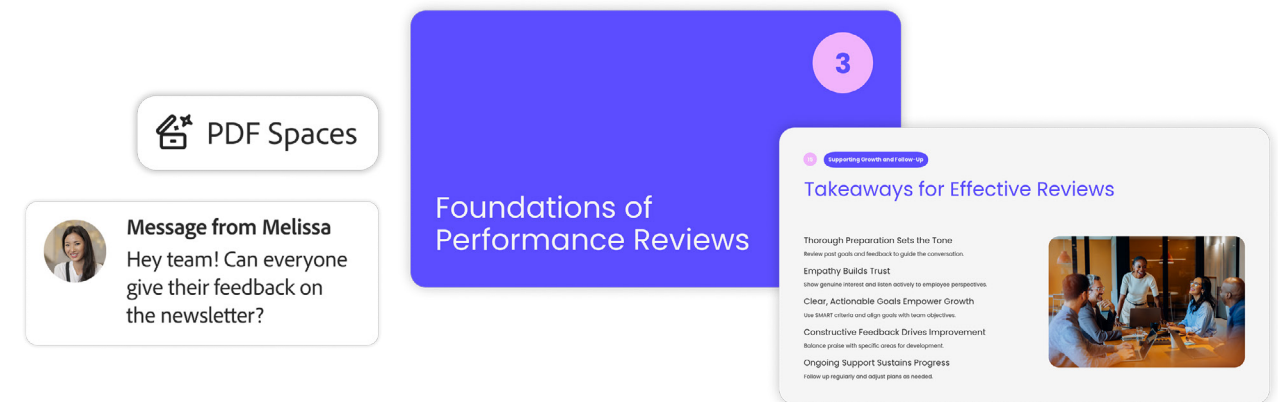 PDF Spaces
Message from Melissa
Hey team! Can everyone
give their feedback on
the newsletter?
3
Foundations of
Performance Reviews
Supporting Growth and Follow-Up
Takeaways for Effective Reviews
Thorough Preparation Sets the Tone
Review past goals and feedback to guide the conversation.
Empathy Builds Trust
Show genuine interest and listen actively to employee perspectives.
Clear, Actionable Goals Empower Growth
Use SMART criteria and align goals with team objectives.
Constructive Feedback Drives Improvement
Balance praise with specific areas for development.
Ongoing Support Sustains Progress
Follow up regularly and adjust plans as needed.